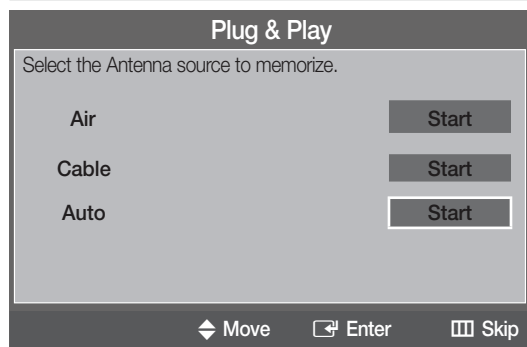 Plug & Play
Select the Antenna source to memorize.
Air Start
Cable Start
Auto Start
Move Enter Skip